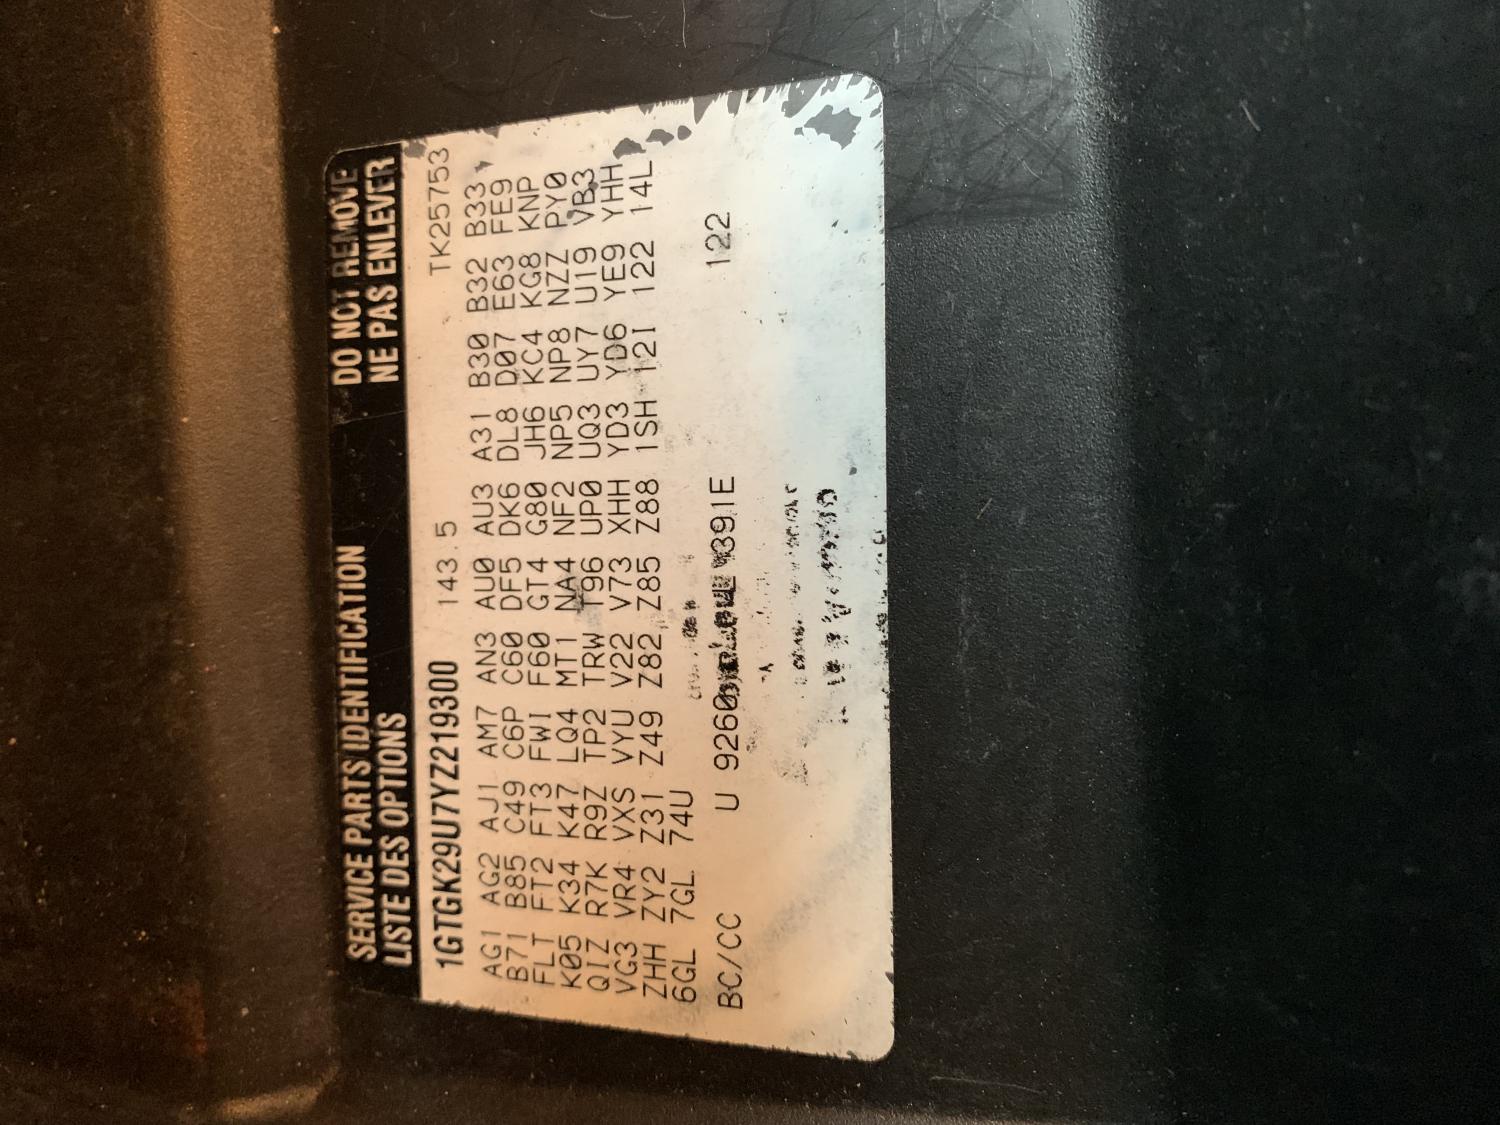 SERVICE PARTS IDENTIFICATION DO NOT REMOVE
LISTE DES OPTIONS NE PAS ENLEVER
1GTGK29U7YZ219300 143.5 TK25753
AG1 AG2 AJ1 AM7 AN3 AU0 AU3 A31 B30 B32 B33
B71 B85 C49 C6P C60 DF5 DK6 DL8 D07 E63 FE9
FLT FT2 FT3 FWI F60 GT4 G80 JH6 KC4 KG8 KNP
K05 K34 K47 LQ4 MT1 NA4 NF2 NP5 NP8 NZZ PY0
QIZ R7K R9Z TP2 TRW T96 UP0 UQ3 UY7 U19 VB3
VG3 VR4 VXS VYU V22 V73 XHH YD3 YD6 YE9 YHH
ZHH ZY2 Z31 Z49 Z82 Z85 Z88 1SH 12I 122 14L
6GL 7GL 74U
BC/CC U 122